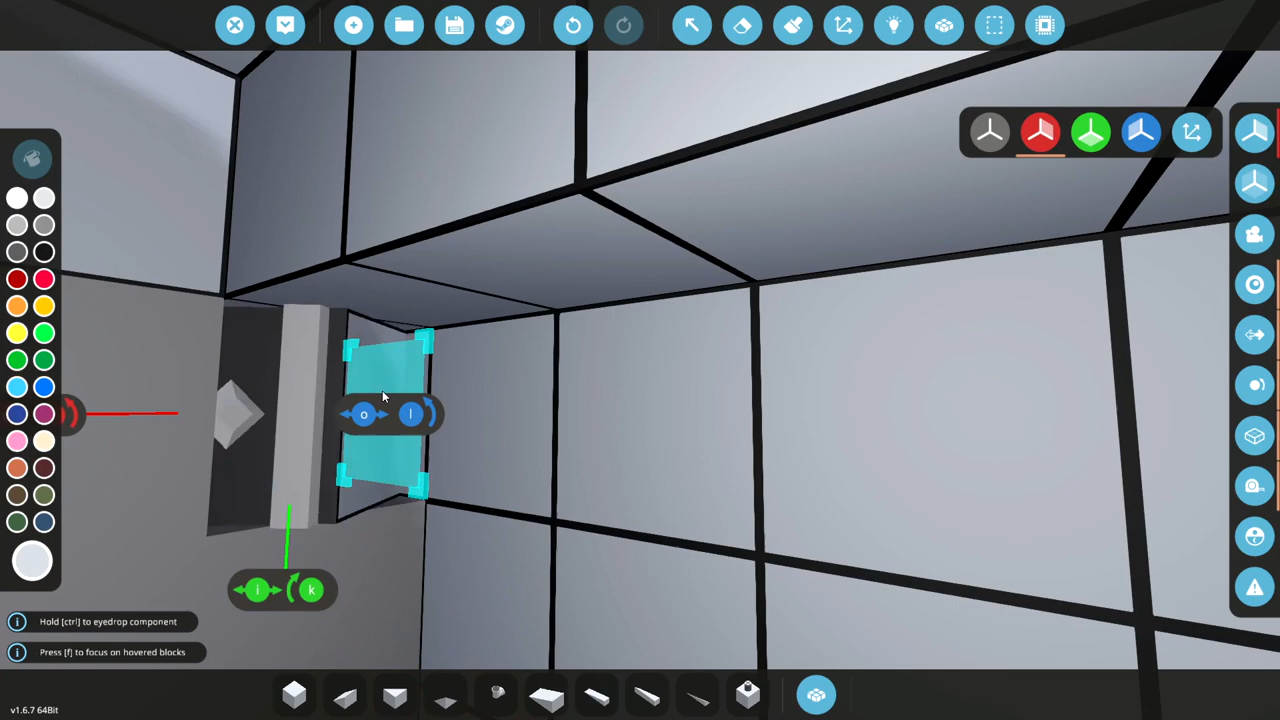 o l
i k
Hold [ctrl] to eyedrop component
Press [f] to focus on hovered blocks
v1.6.7 64Bit